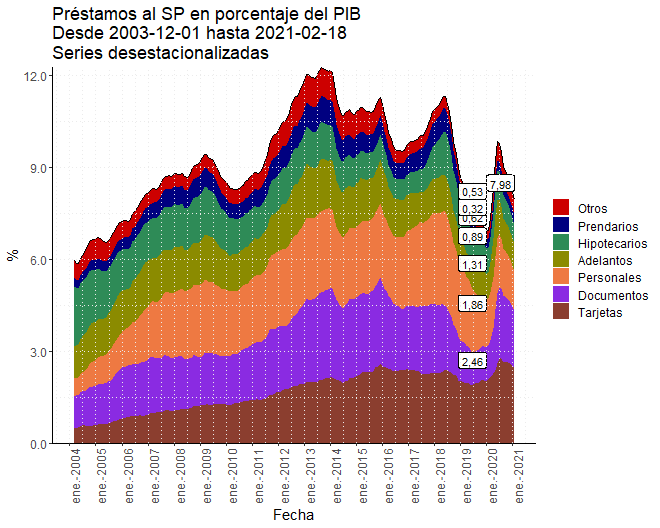 Préstamos al SP en porcentaje del PIB
Desde 2003-12-01 hasta 2021-02-18
Series desestacionalizadas
12.0
9.0
6.0
3.0
0.0
%
0,53
7,98
0,32
0,62
0,89
1,31
1,86
2,46
Otros
Prendarios
Hipotecarios
Adelantos
Personales
Documentos
Tarjetas
ene.-2004
ene.-2005
ene.-2006
ene.-2007
ene.-2008
ene.-2009
ene.-2010
ene.-2011
ene.-2012
ene.-2013
ene.-2014
ene.-2015
ene.-2016
ene.-2017
ene.-2018
ene.-2019
ene.-2020
ene.-2021
Fecha